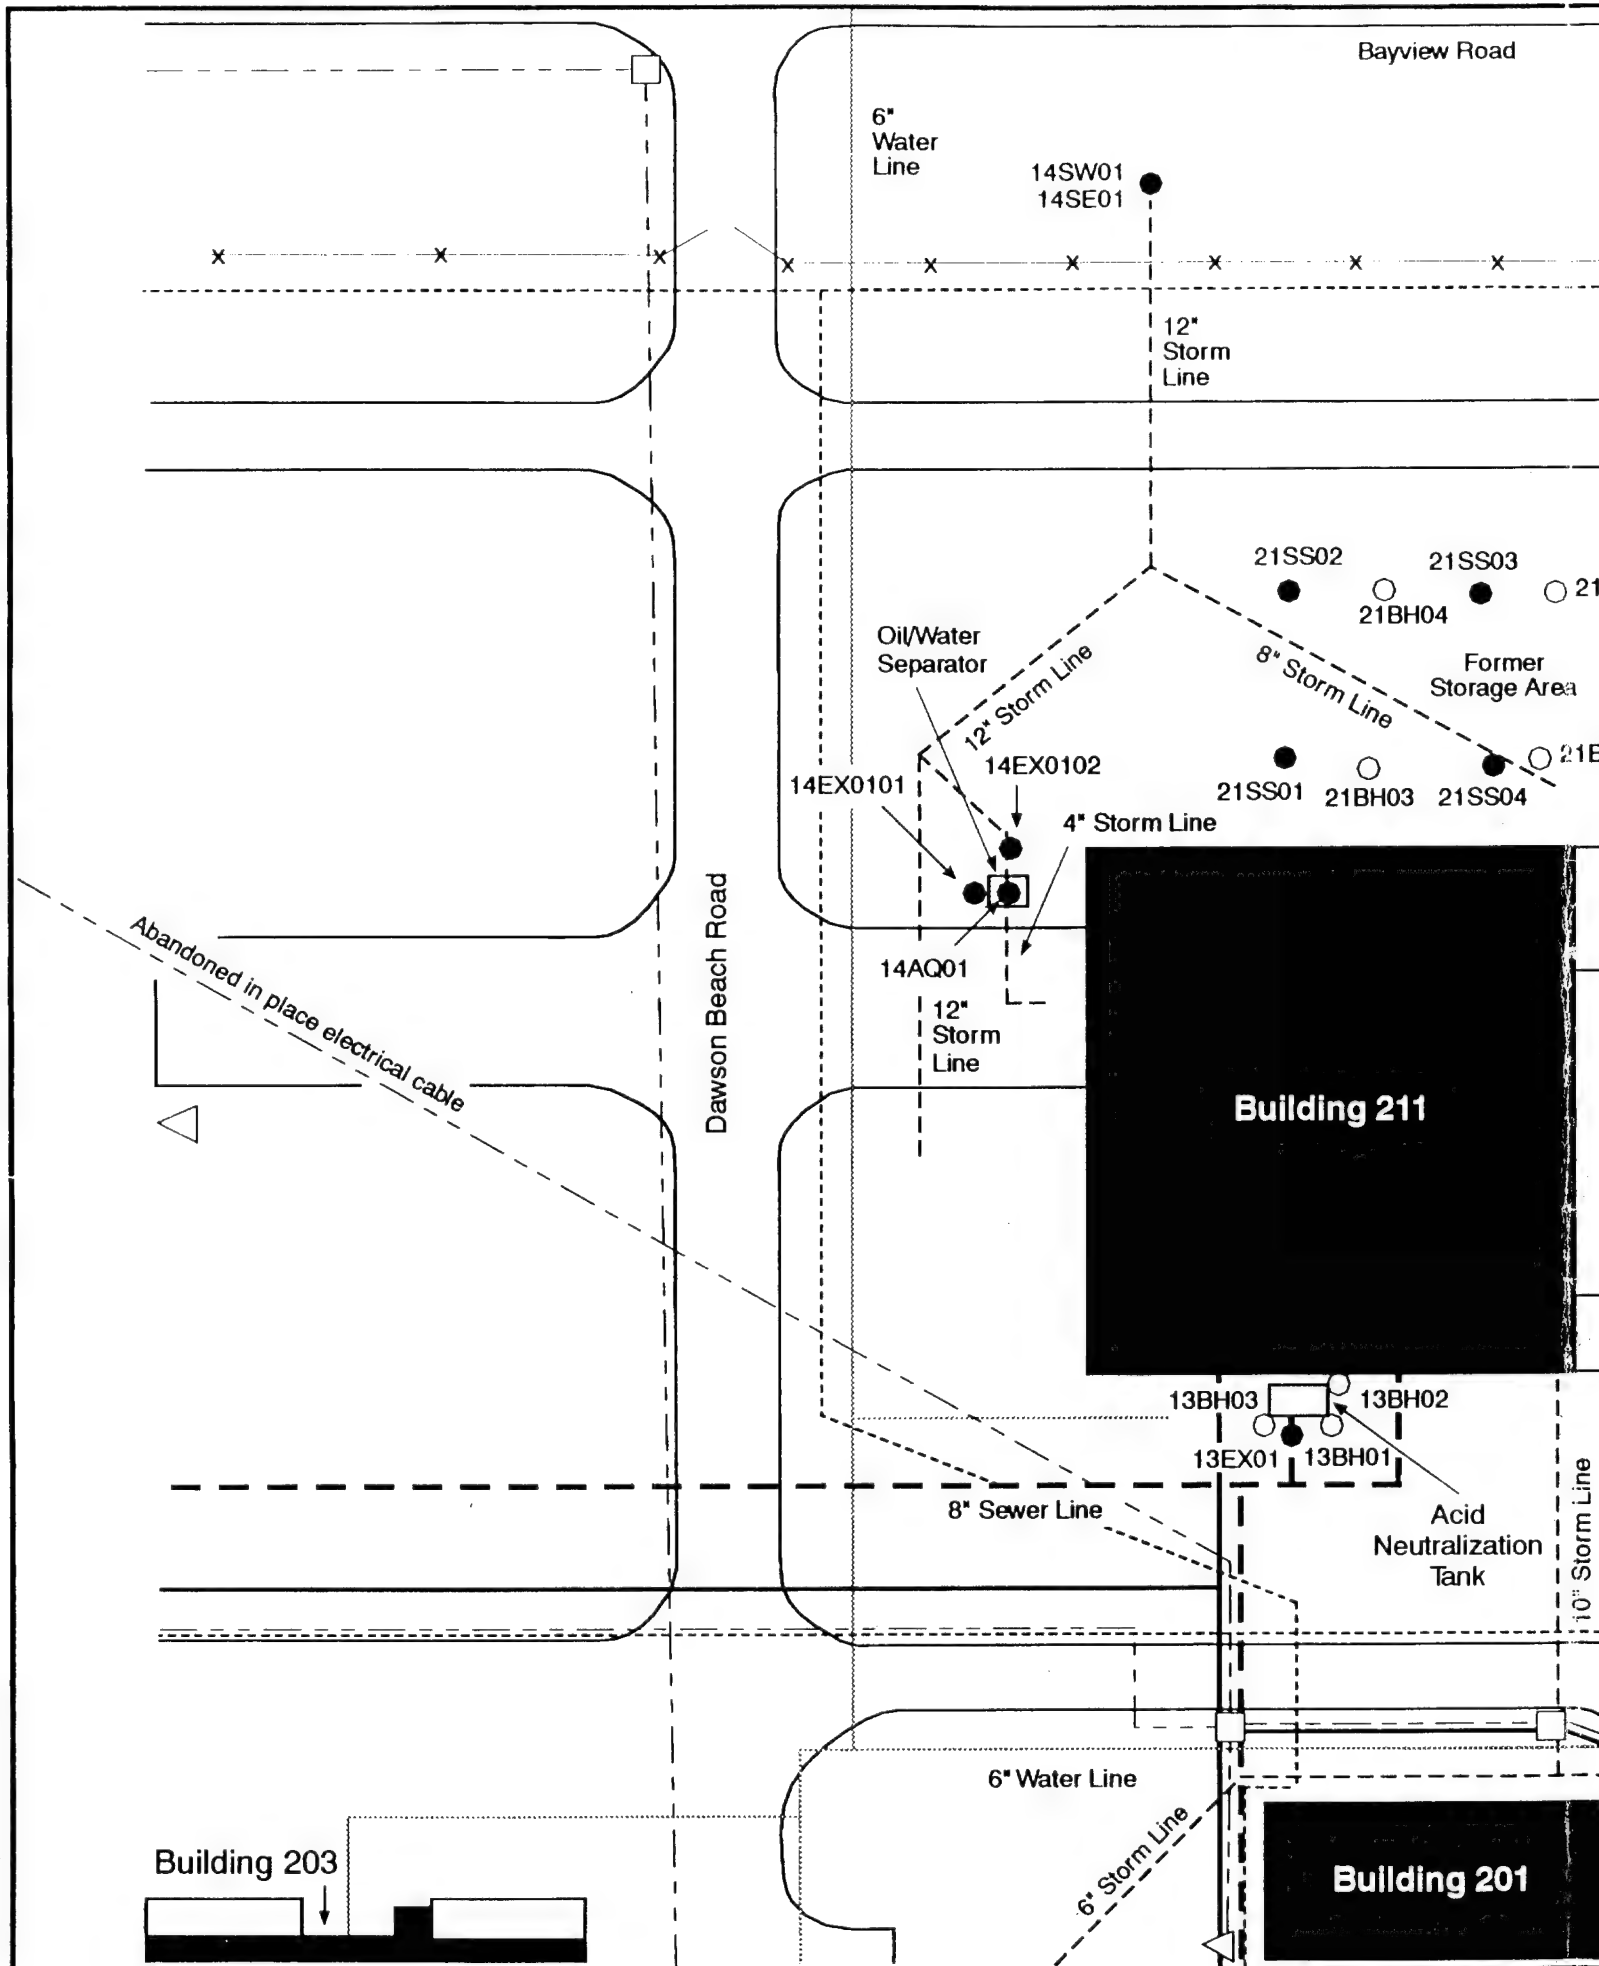 Bayview Road
6"
Water
Line
14SW01
14SE01
12"
Storm
Line
21SS02
21SS03
21BH04
21
Oil/Water
Separator
12" Storm Line
8" Storm Line
Former
Storage Area
14EX0102
14EX0101
21SS01
21BH03
21SS04
21B
4" Storm Line
14AQ01
12"
Storm
Line
Abandoned in place electrical cable
Dawson Beach Road
Building 211
13BH03
13BH02
13EX01
13BH01
8" Sewer Line
Acid
Neutralization
Tank
10" Storm Line
6" Water Line
6" Storm Line
Building 203
Building 201